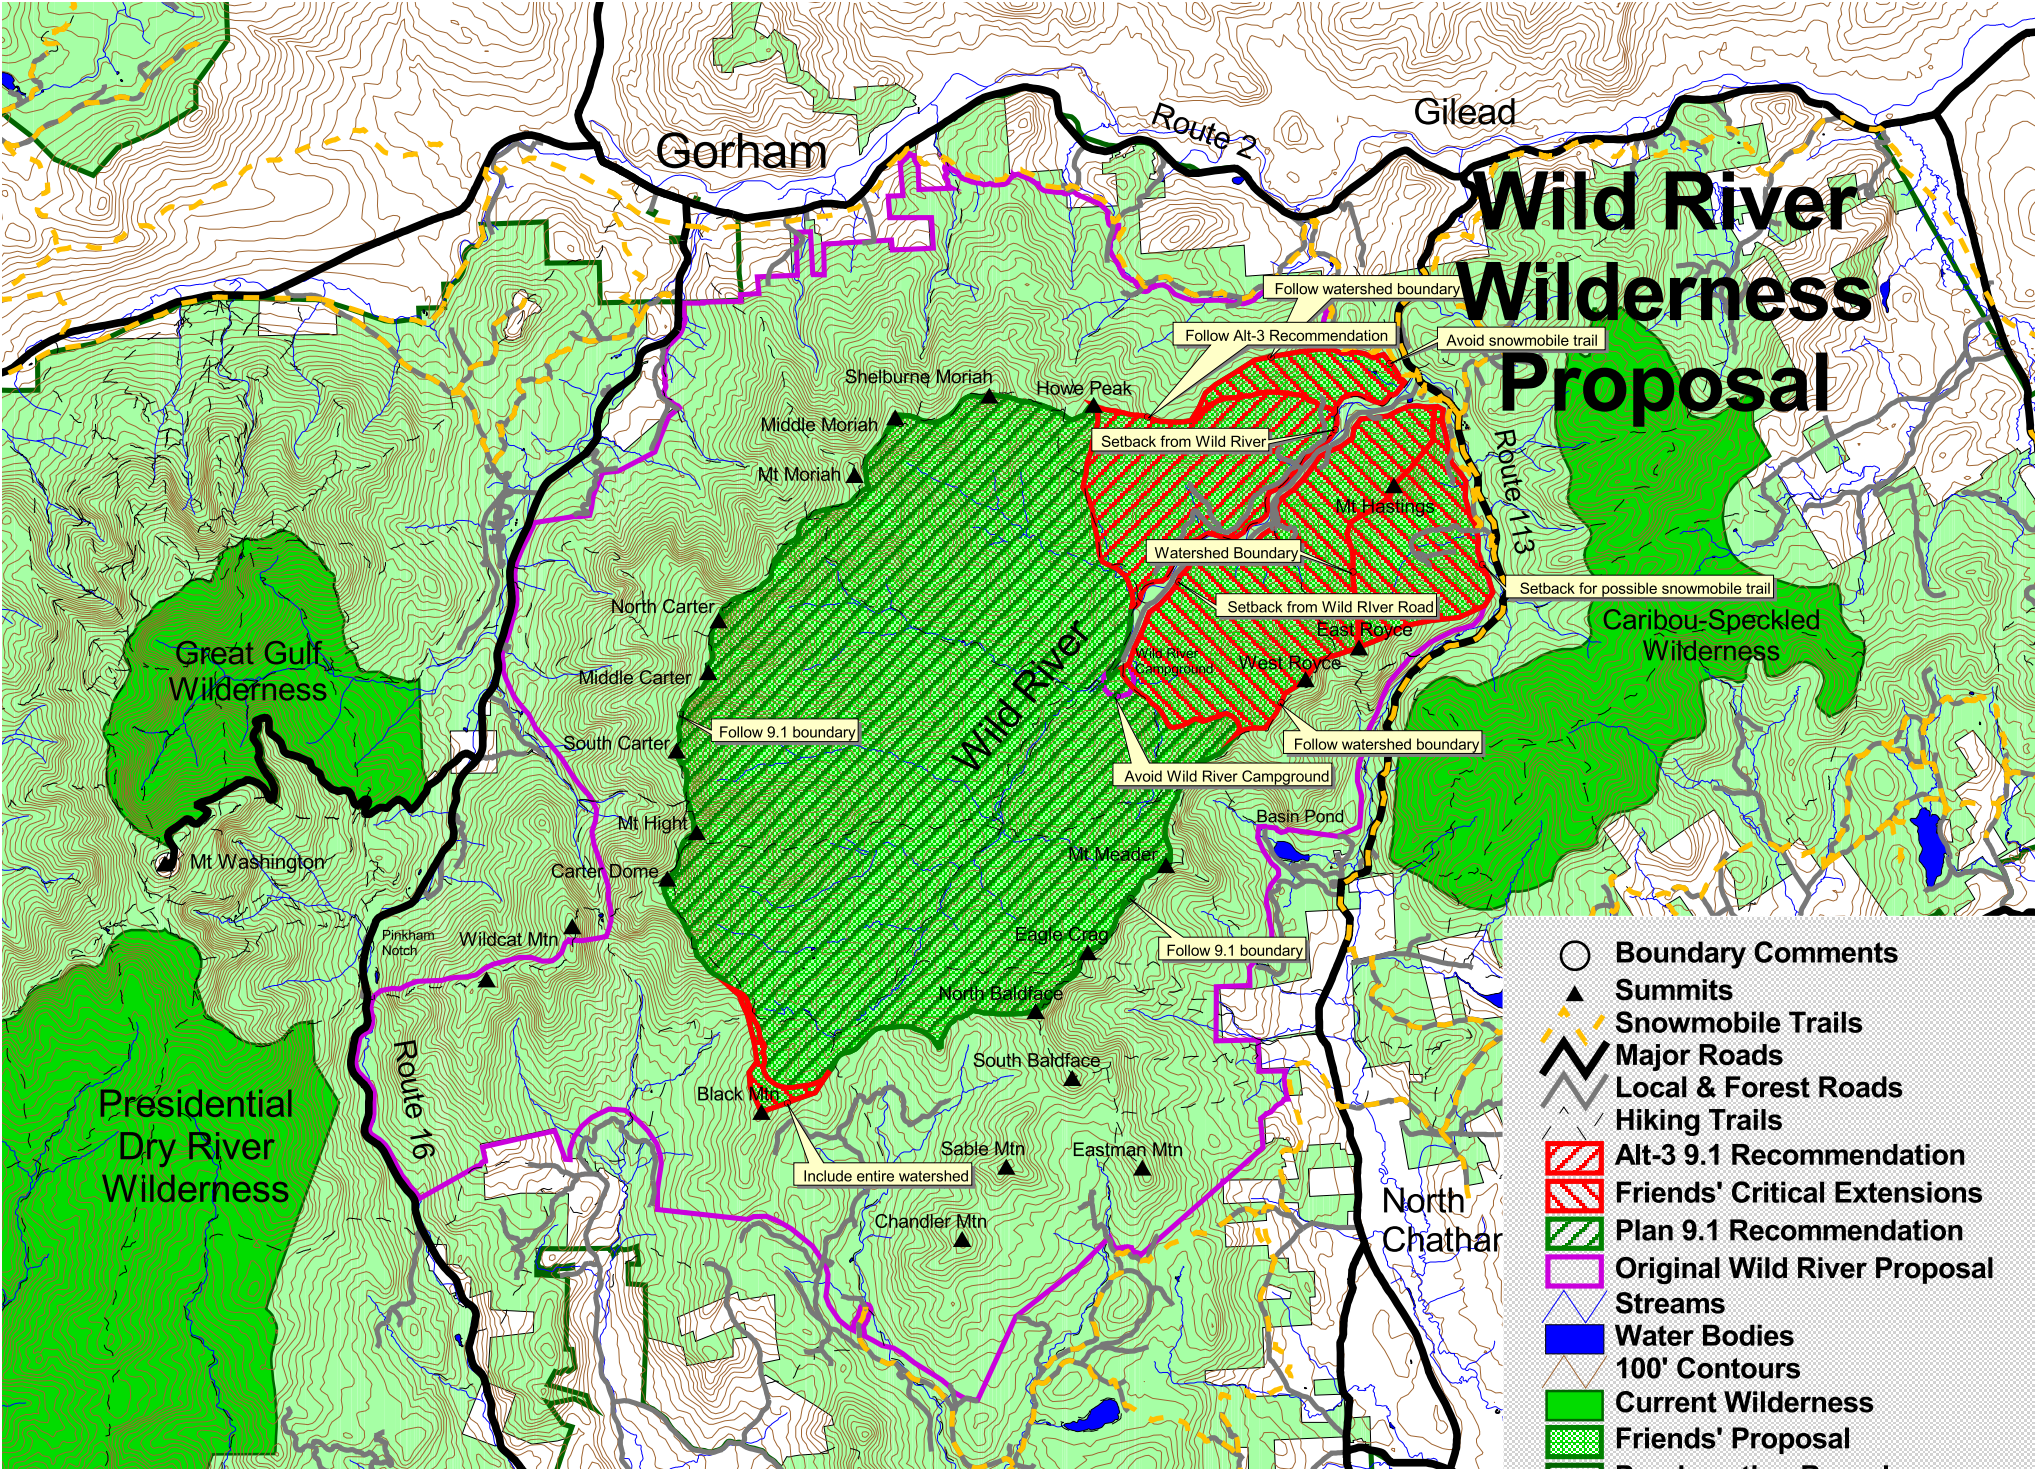 Gorham
Route 2
Gilead
Wild River
Wilderness
Proposal
Follow watershed boundary
Follow Alt-3 Recommendation
Avoid snowmobile trail
Shelburne Moriah
Howe Peak
Middle Moriah
Setback from Wild River
Mt Moriah
Mt Hastings
Route 113
Watershed Boundary
Setback for possible snowmobile trail
North Carter
Setback from Wild RIver Road
Caribou-Speckled
Wilderness
East Royce
Great Gulf
Wilderness
Wild River
Wild River
Campground
West Royce
Middle Carter
Follow 9.1 boundary
South Carter
Follow watershed boundary
Avoid Wild River Campground
Mt Hight
Basin Pond
Mt Washington
Mt Meader
Carter Dome
Pinkham
Notch
Wildcat Mtn
Eagle Crag
Follow 9.1 boundary
North Baldface
Route 16
South Baldface
Black Mtn
Presidential
Dry River
Wilderness
Sable Mtn
Eastman Mtn
Include entire watershed
Chandler Mtn
North
Chathar
Boundary Comments
Summits
Snowmobile Trails
Major Roads
Local & Forest Roads
Hiking Trails
Alt-3 9.1 Recommendation
Friends' Critical Extensions
Plan 9.1 Recommendation
Original Wild River Proposal
Streams
Water Bodies
100' Contours
Current Wilderness
Friends' Proposal